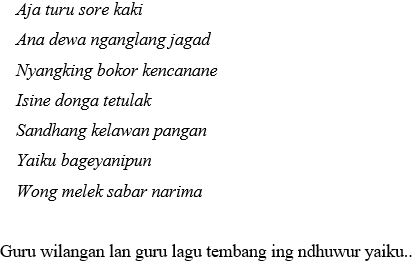 Aja turu sore kaki
Ana dewa nganglang jagad
Nyangking bokor kencanane
Isine donga tetulak
Sandhang kelawan pangan
Yaiku bageyanipun
Wong melek sabar narima
Guru wilangan lan guru lagu tembang ing ndhuwur yaiku..